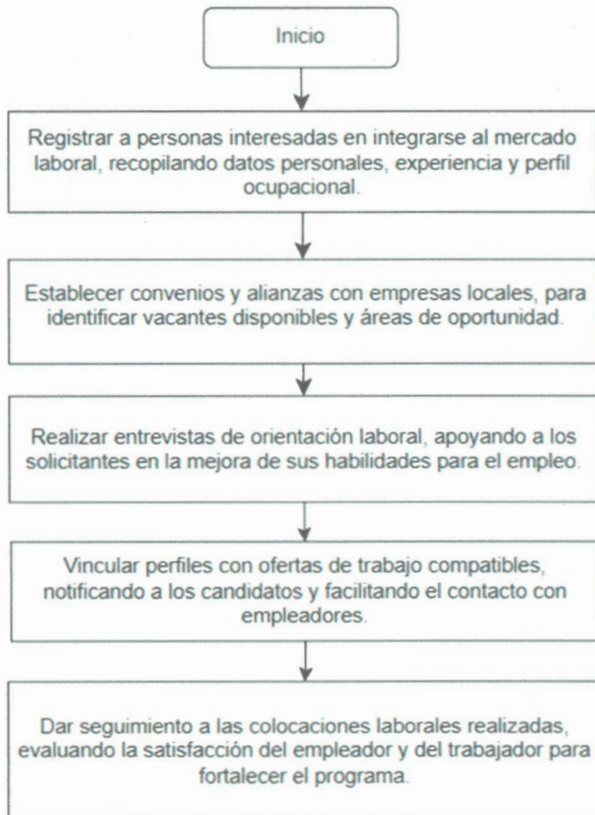 Inicio
Registrar a personas interesadas en integrarse al mercado
laboral, recopilando datos personales, experiencia y perfil
ocupacional.
Establecer convenios y alianzas con empresas locales, para
identificar vacantes disponibles y áreas de oportunidad.
Realizar entrevistas de orientación laboral, apoyando a los
solicitantes en la mejora de sus habilidades para el empleo.
Vincular perfiles con ofertas de trabajo compatibles,
notificando a los candidatos y facilitando el contacto con
empleadores.
Dar seguimiento a las colocaciones laborales realizadas,
evaluando la satisfacción del empleador y del trabajador para
fortalecer el programa.